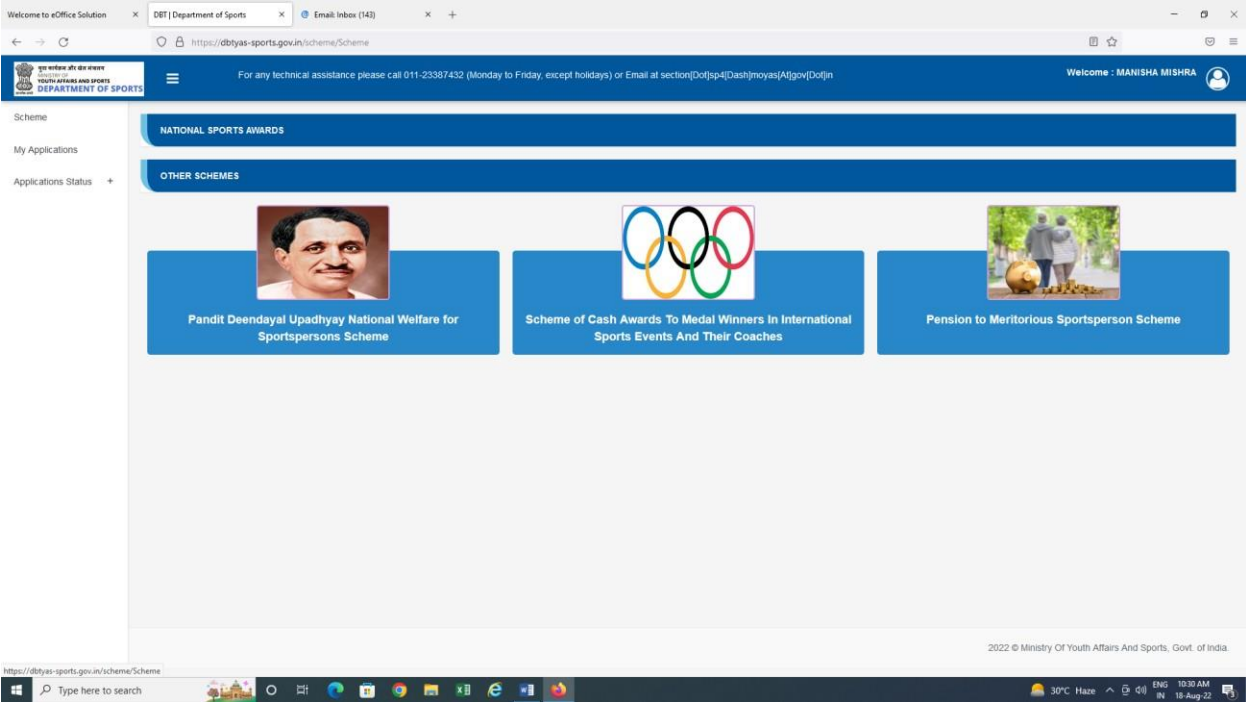 Welcome to eOffice Solution
DBT | Department of Sports
Email: Inbox (143)
https://dbtyas-sports.gov.in/scheme/Scheme
युवा कार्यक्रम और खेल मंत्रालय
MINISTRY OF
YOUTH AFFAIRS AND SPORTS
DEPARTMENT OF SPORTS
For any technical assistance please call 011-23387432 (Monday to Friday, except holidays) or Email at section[Dot]sp4[Dash]moyas[At]gov[Dot]in
Welcome : MANISHA MISHRA
Scheme
My Applications
Applications Status +
NATIONAL SPORTS AWARDS
OTHER SCHEMES
Pandit Deendayal Upadhyay National Welfare for
Sportspersons Scheme
Scheme of Cash Awards To Medal Winners In International
Sports Events And Their Coaches
Pension to Meritorious Sportsperson Scheme
2022 © Ministry Of Youth Affairs And Sports, Govt. of India.
https://dbtyas-sports.gov.in/scheme/Scheme
Type here to search
30°C Haze
ENG
IN
10:30 AM
18-Aug-22